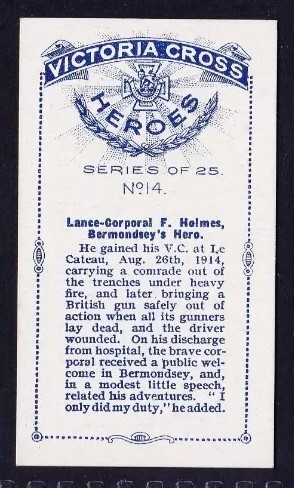 VICTORIA CROSS
HEROES
SERIES OF 25.
No 14.
Lance-Corporal F. Holmes,
Bermondsey's Hero.
He gained his V.C. at Le
Cateau, Aug. 26th, 1914,
carrying a comrade out of
the trenches under heavy
fire, and later bringing a
British gun safely out of
action when all its gunners
lay dead, and the driver
wounded. On his discharge
from hospital, the brave cor-
poral received a public wel-
come in Bermondsey, and,
in a modest little speech,
related his adventures. "I
only did my duty," he added.